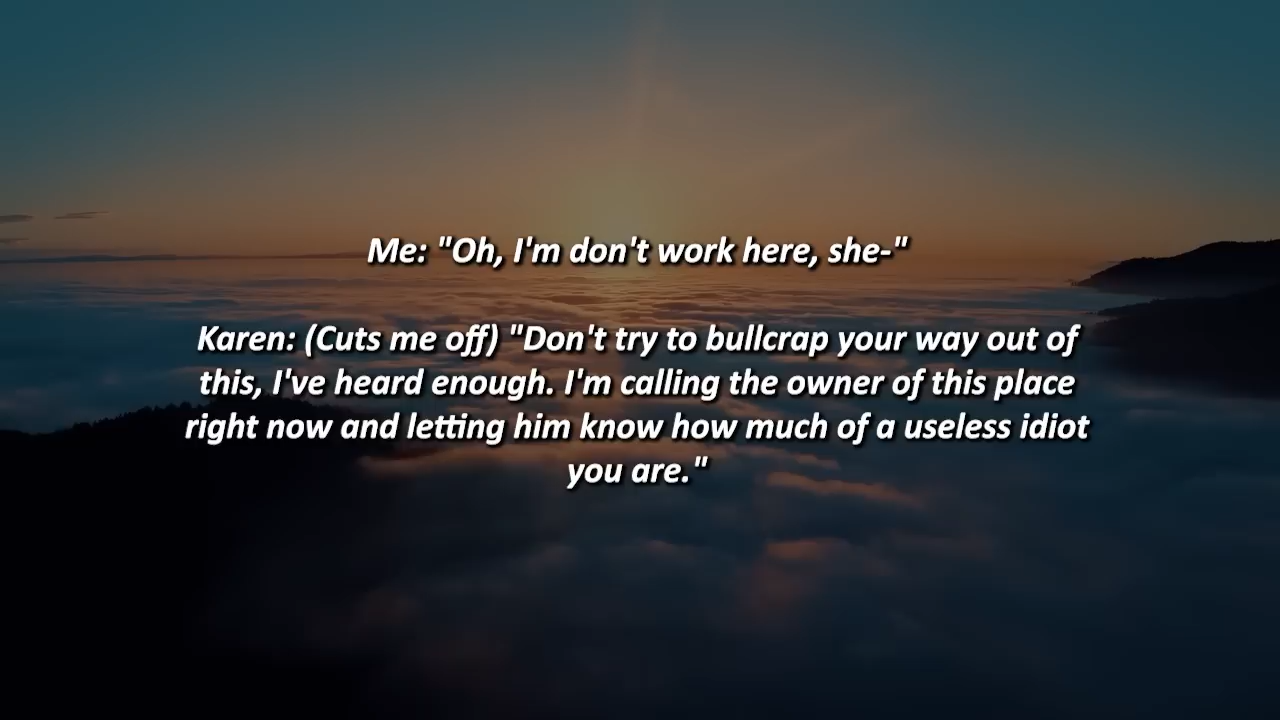 Me: "Oh, I'm don't work here, she-"
Karen: (Cuts me off) "Don't try to bullcrap your way out of
this, I've heard enough. I'm calling the owner of this place
right now and letting him know how much of a useless idiot
you are."